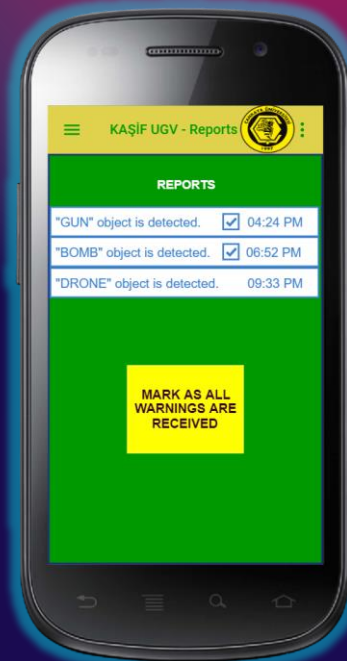 KAŞİF UGV - Reports
REPORTS
"GUN" object is detected. 04:24 PM
"BOMB" object is detected. 06:52 PM
"DRONE" object is detected. 09:33 PM
MARK AS ALL
WARNINGS ARE
RECEIVED